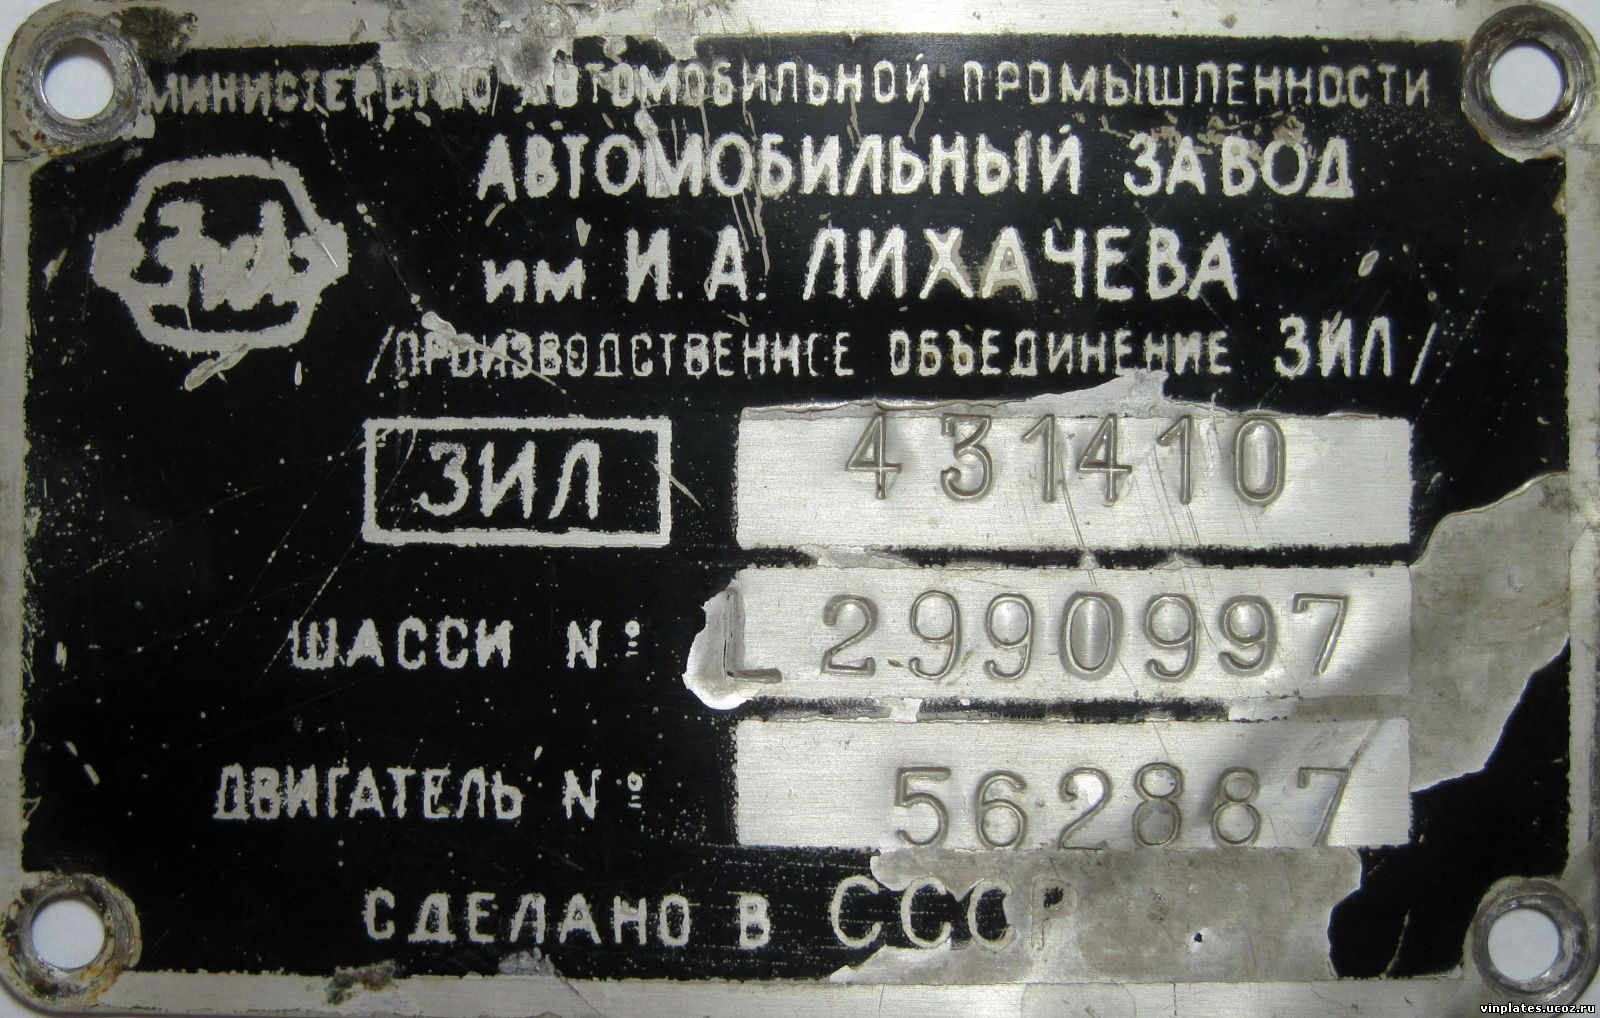 МИНИСТЕРСТВО АВТОМОБИЛЬНОЙ ПРОМЫШЛЕННОСТИ
АВТОМОБИЛЬНЫЙ ЗАВОД
ЗиЛ
им. И. А. ЛИХАЧЕВА
/ПРОИЗВОДСТВЕННОЕ ОБЪЕДИНЕНИЕ ЗИЛ/
ЗИЛ 431410
ШАССИ № L 2990997
ДВИГАТЕЛЬ № 562887
СДЕЛАНО В СССР
vinplates.ucoz.ru